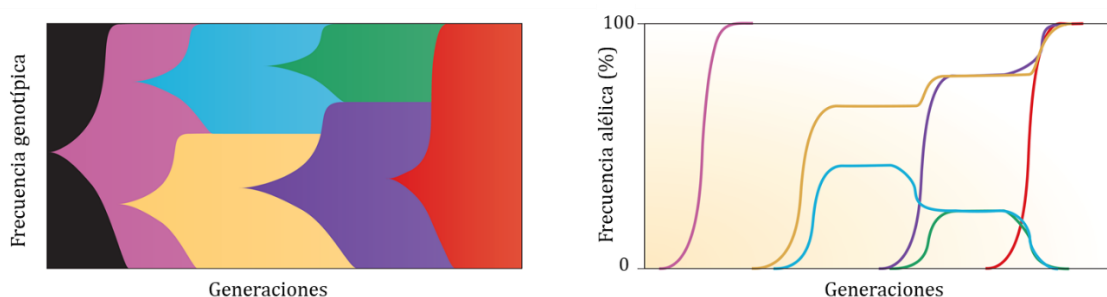 Frecuencia genotípica
Generaciones
Frecuencia alélica (%)
100
0
Generaciones